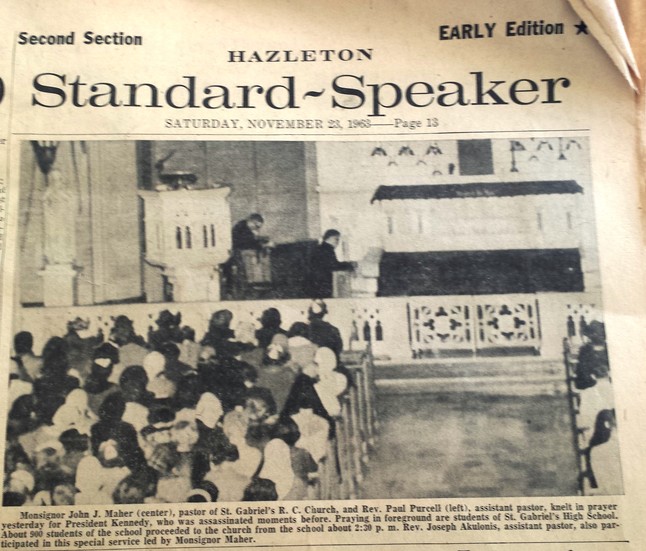 Second Section
EARLY Edition ★
HAZLETON
Standard~Speaker
SATURDAY, NOVEMBER 23, 1963—Page 13
Monsignor John J. Maher (center), pastor of St. Gabriel's R. C. Church, and Rev. Paul Purcell (left), assistant pastor, knelt in prayer
yesterday for President Kennedy, who was assassinated moments before. Praying in foreground are students of St. Gabriel's High School.
About 900 students of the school proceeded to the church from the school about 2:30 p. m. Rev. Joseph Akulonis, assistant pastor, also par-
ticipated in this special service led by Monsignor Maher.